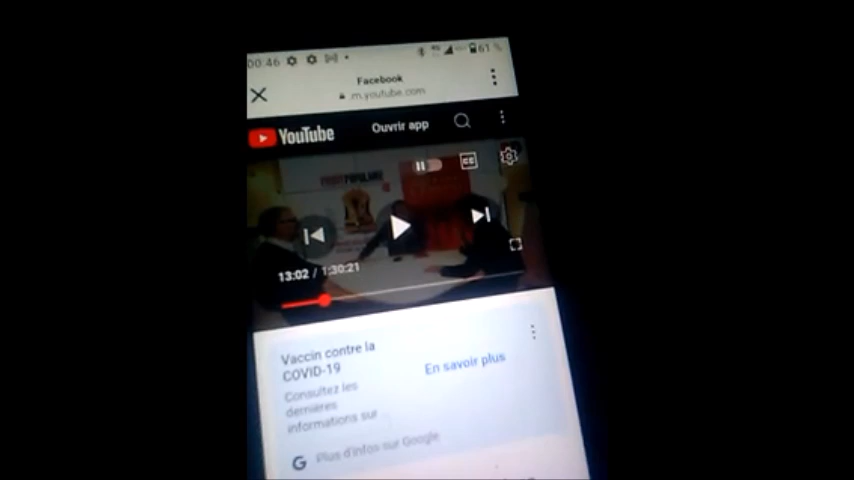 00:46
61 %
Facebook
m.youtube.com
YouTube
Ouvrir app
CC
13:02 / 1:30:21
Vaccin contre la
COVID-19
En savoir plus
Consultez les
dernières
informations sur
G Plus d'infos sur Google